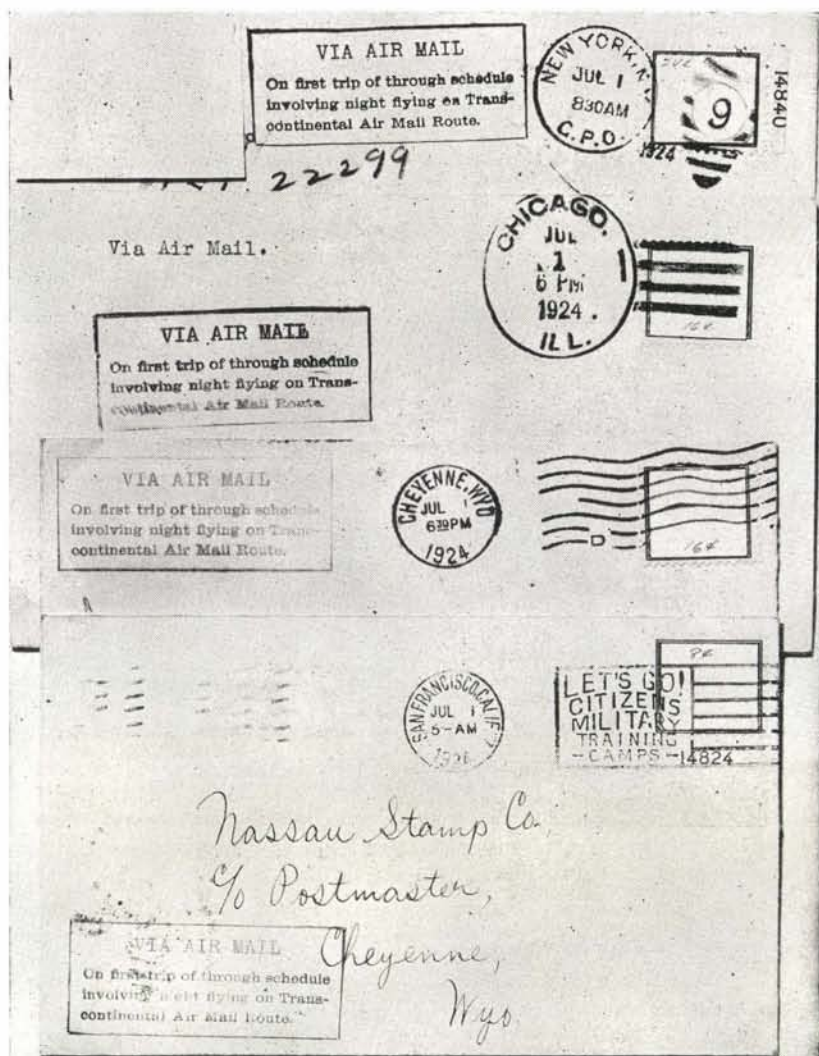 VIA AIR MAIL
On first trip of through schedule
involving night flying on Trans-
continental Air Mail Route.
NEW YORK, N.
JUL 1
830AM
C.P.O.
1924
9
14840
22299
Via Air Mail.
CHICAGO.
JUL
1
6 PM
1924.
ILL.
1
16¢
VIA AIR MAIL
On first trip of through schedule
involving night flying on Trans-
continental Air Mail Route.
VIA AIR MAIL
On first trip of through schedule
involving night flying on Trans-
continental Air Mail Route.
CHEYENNE, WYO
JUL
630PM
1924
16¢
SAN FRANCISCO, CALIF
JUL 1
5-AM
8¢
LET'S GO!
CITIZENS
MILITARY
TRAINING
-CAMPS-
14824
Nassau Stamp Co.
c/o Postmaster,
Cheyenne,
Wyo.
VIA AIR MAIL
On first trip of through schedule
involving night flying on Trans-
continental Air Mail Route.